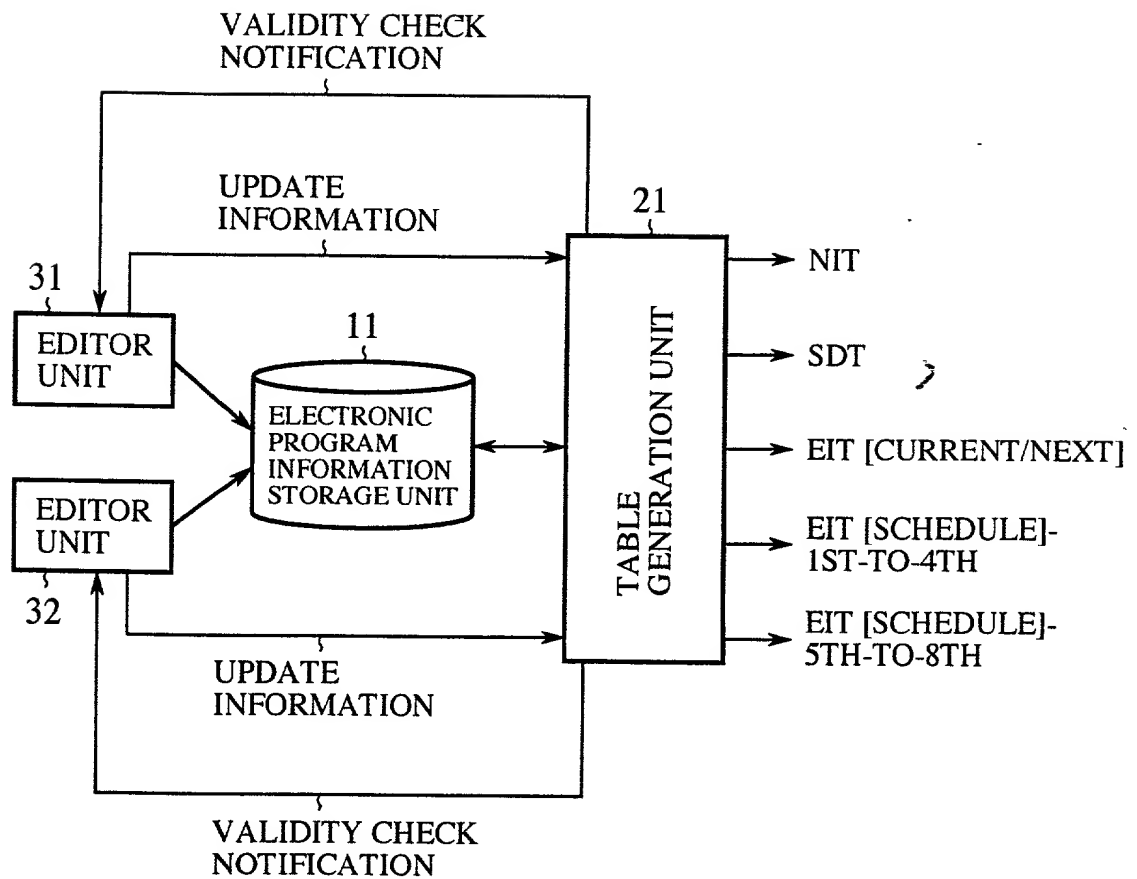 VALIDITY CHECK
NOTIFICATION
UPDATE
INFORMATION
21
NIT
31
EDITOR
UNIT
11
SDT
ELECTRONIC
PROGRAM
INFORMATION
STORAGE UNIT
TABLE
GENERATION UNIT
EIT [CURRENT/NEXT]
EDITOR
UNIT
32
EIT [SCHEDULE]-
1ST-TO-4TH
EIT [SCHEDULE]-
5TH-TO-8TH
UPDATE
INFORMATION
VALIDITY CHECK
NOTIFICATION